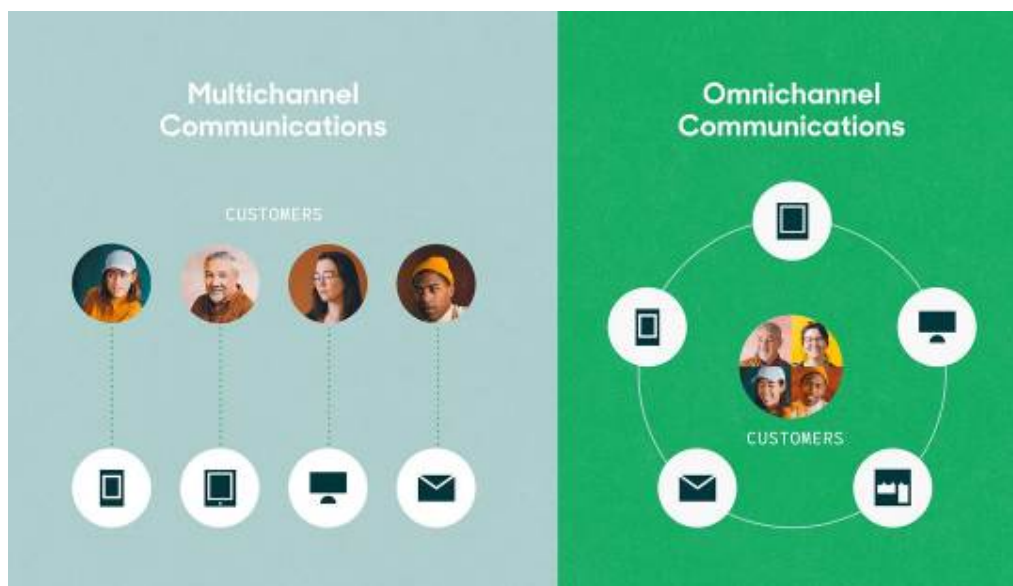 Multichannel
Communications
CUSTOMERS
Omnichannel
Communications
CUSTOMERS